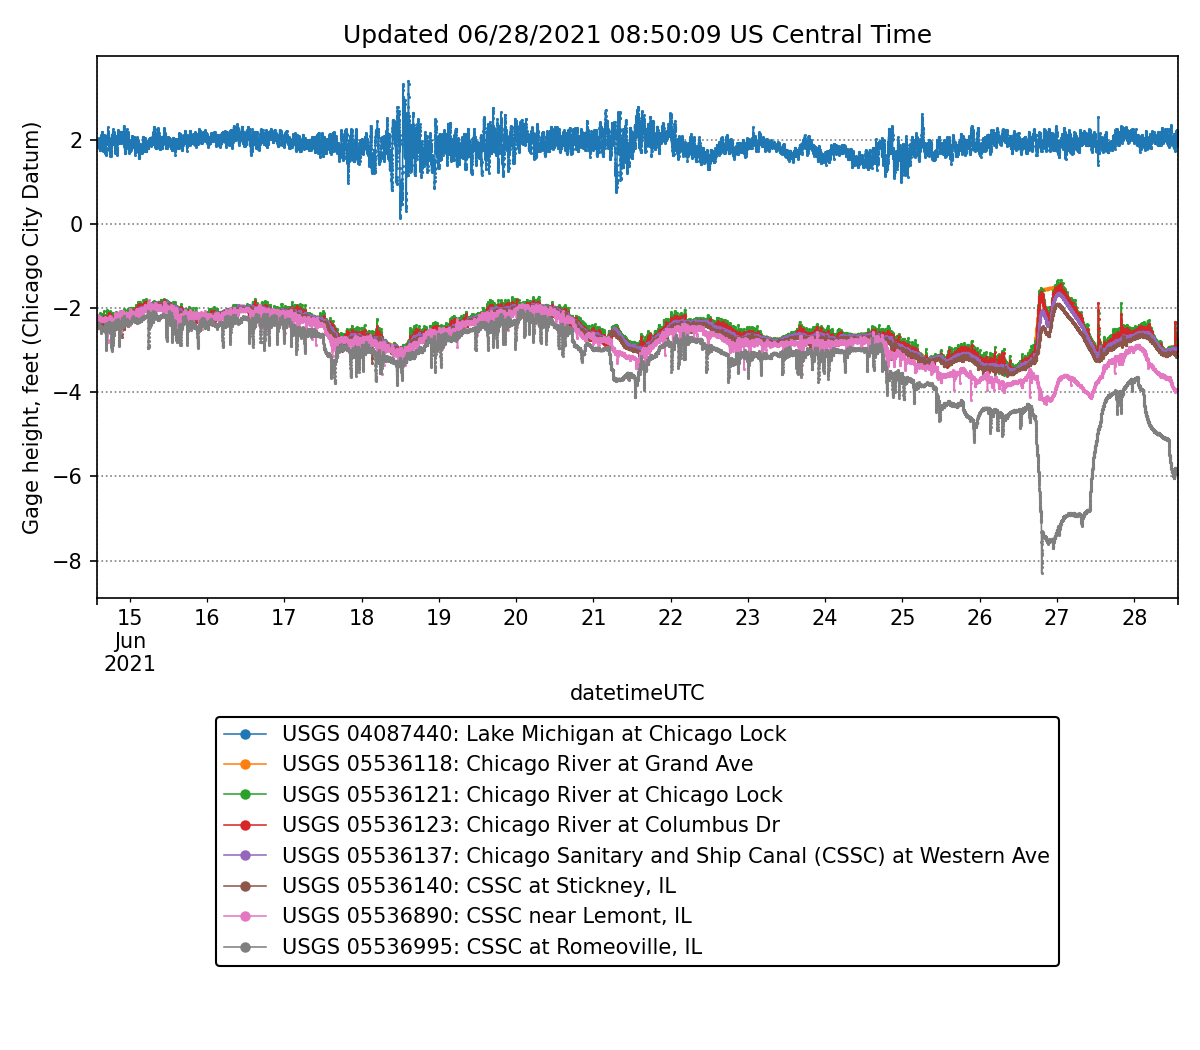 Updated 06/28/2021 08:50:09 US Central Time
Gage height, feet (Chicago City Datum)
2
0
−2
−4
−6
−8
15 16 17 18 19 20 21 22 23 24 25 26 27 28
Jun
2021
datetimeUTC
USGS 04087440: Lake Michigan at Chicago Lock
USGS 05536118: Chicago River at Grand Ave
USGS 05536121: Chicago River at Chicago Lock
USGS 05536123: Chicago River at Columbus Dr
USGS 05536137: Chicago Sanitary and Ship Canal (CSSC) at Western Ave
USGS 05536140: CSSC at Stickney, IL
USGS 05536890: CSSC near Lemont, IL
USGS 05536995: CSSC at Romeoville, IL